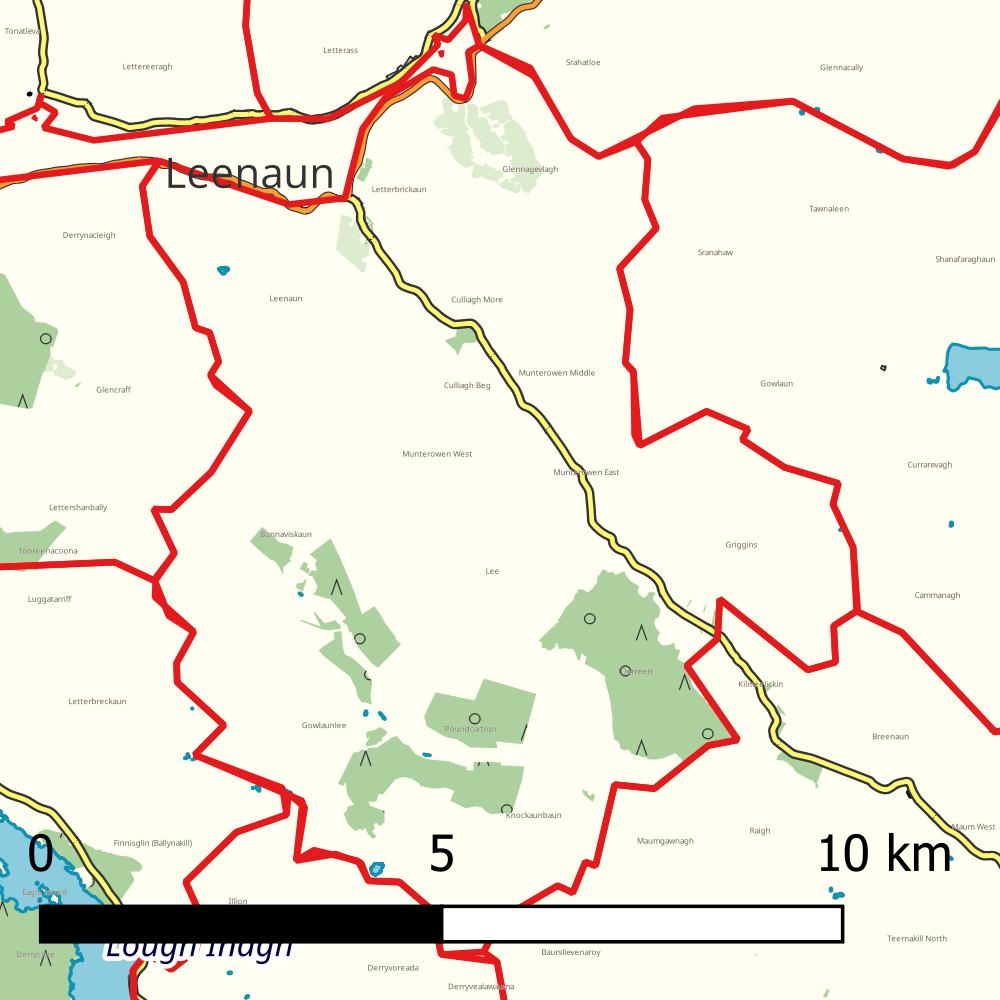 Tonatleva
Letterass
Lettereeragh
Srahatloe
Glennacally
Leenaun
Glennagevlagh
Letterbrickaun
Tawnaleen
Derrynacleigh
Sranahaw
Shanafaraghaun
Leenaun
Culliagh More
Munterowen Middle
Culliagh Beg
Gowlaun
Glencraff
Munterowen West
Currarevagh
Munterowen East
Lettershanbally
Bunnaviskaun
Griggins
Tooreenacoona
Lee
Luggatarriff
Cammanagh
Derreen
Kilmeelickin
Letterbreckaun
Gowlaunlee
Poundcartron
Breenaun
Knockaunbaun
Maum West
Raigh
Finnisglin (Ballynakill)
Maumgawnagh
0 5 10 km
Illion
Teernakill North
Lough Inagh
Baurslievenaroy
Derryclare
Derryvoreada
Derryvealawauma